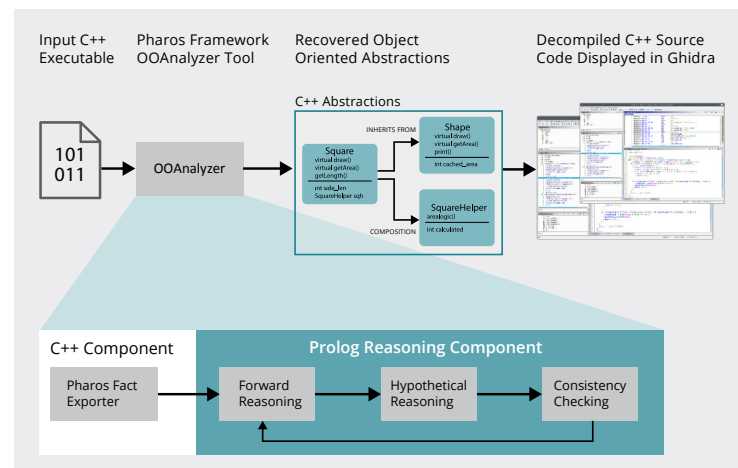 Input C++
Executable
Pharos Framework
OOAnalyzer Tool
Recovered Object
Oriented Abstractions
Decompiled C++ Source
Code Displayed in Ghidra
C++ Abstractions
101
011
OOAnalyzer
INHERITS FROM
Square
virtual draw()
virtual getArea()
getLength()
int side_len
SquareHelper sqh
Shape
virtual draw()
virtual getArea()
print()
int cached_area
SquareHelper
arealogic()
int calculated
COMPOSITION
C++ Component
Prolog Reasoning Component
Pharos Fact
Exporter
Forward
Reasoning
Hypothetical
Reasoning
Consistency
Checking